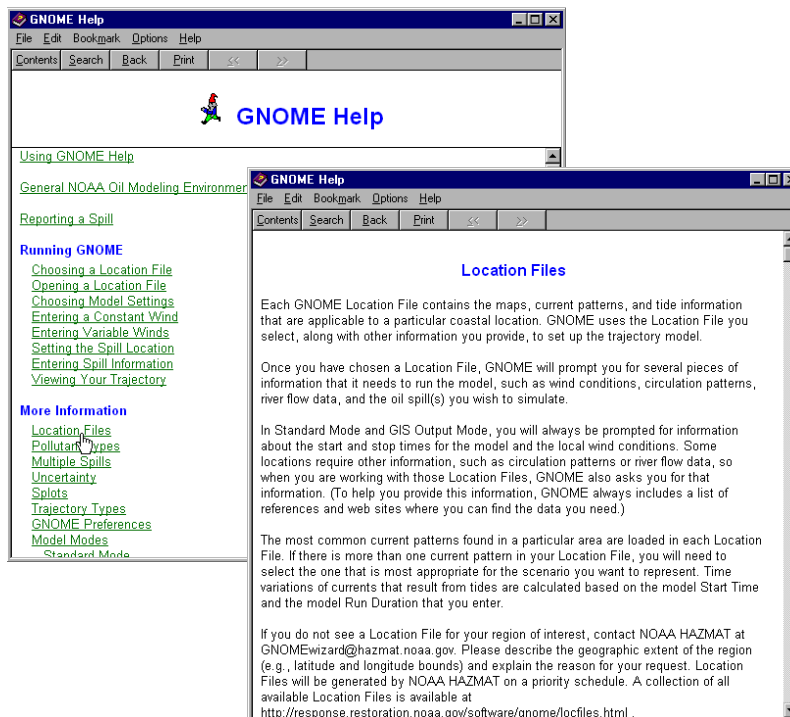 GNOME Help
File Edit Bookmark Options Help
Contents Search Back Print << >>
GNOME Help
Using GNOME Help
General NOAA Oil Modeling Environmen
Reporting a Spill
Running GNOME
Choosing a Location File
Opening a Location File
Choosing Model Settings
Entering a Constant Wind
Entering Variable Winds
Setting the Spill Location
Entering Spill Information
Viewing Your Trajectory
More Information
Location Files
Pollutant Types
Multiple Spills
Uncertainty
Splots
Trajectory Types
GNOME Preferences
Model Modes
Standard Mode
GNOME Help
File Edit Bookmark Options Help
Contents Search Back Print << >>
Location Files
Each GNOME Location File contains the maps, current patterns, and tide information
that are applicable to a particular coastal location. GNOME uses the Location File you
select, along with other information you provide, to set up the trajectory model.
Once you have chosen a Location File, GNOME will prompt you for several pieces of
information that it needs to run the model, such as wind conditions, circulation patterns,
river flow data, and the oil spill(s) you wish to simulate.
In Standard Mode and GIS Output Mode, you will always be prompted for information
about the start and stop times for the model and the local wind conditions. Some
locations require other information, such as circulation patterns or river flow data, so
when you are working with those Location Files, GNOME also asks you for that
information. (To help you provide this information, GNOME always includes a list of
references and web sites where you can find the data you need.)
The most common current patterns found in a particular area are loaded in each Location
File. If there is more than one current pattern in your Location File, you will need to
select the one that is most appropriate for the scenario you want to represent. Time
variations of currents that result from tides are calculated based on the model Start Time
and the model Run Duration that you enter.
If you do not see a Location File for your region of interest, contact NOAA HAZMAT at
GNOMEwizard@hazmat.noaa.gov. Please describe the geographic extent of the region
(e.g., latitude and longitude bounds) and explain the reason for your request. Location
Files will be generated by NOAA HAZMAT on a priority schedule. A collection of all
available Location Files is available at
http://response.restoration.noaa.gov/software/gnome/locfiles.html .